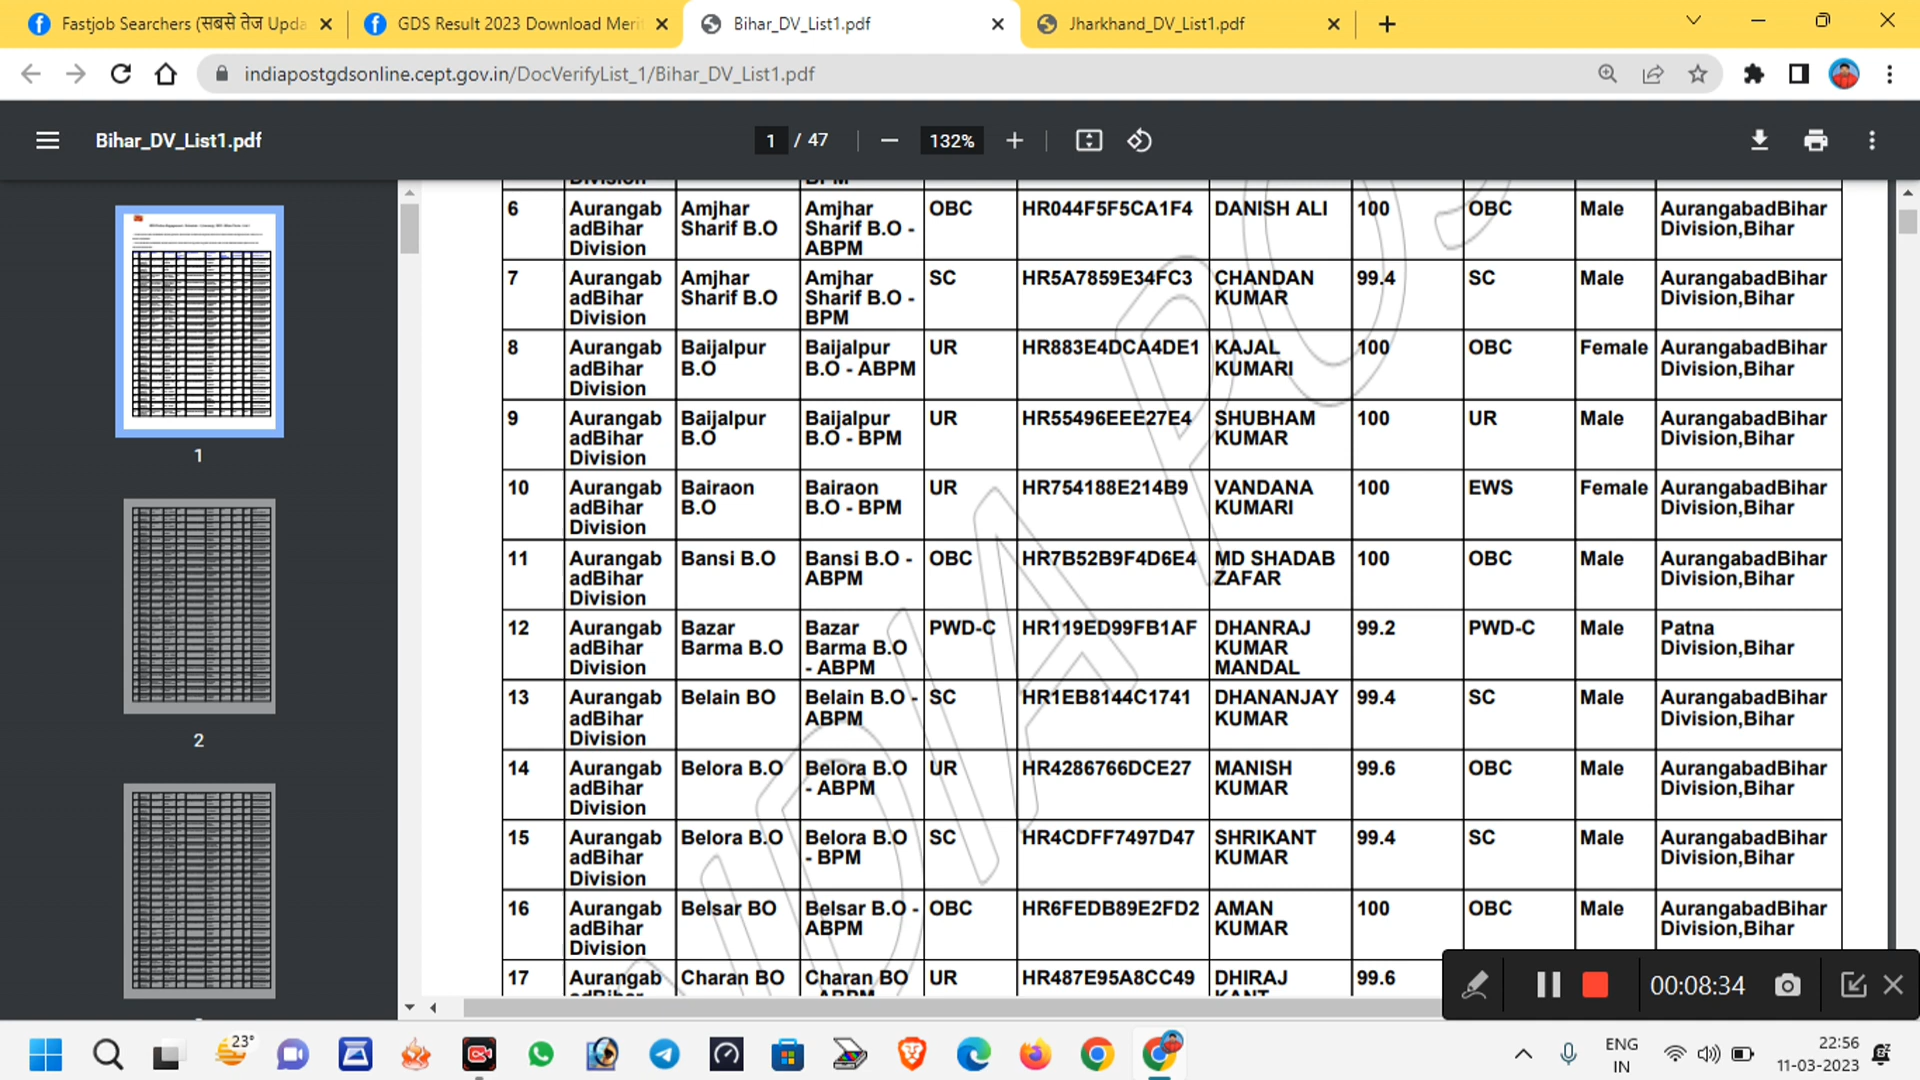 Fastjob Searchers (सबसे तेज Upda
GDS Result 2023 Download Meri
Bihar_DV_List1.pdf
Jharkhand_DV_List1.pdf
indiapostgdsonline.cept.gov.in/DocVerifyList_1/Bihar_DV_List1.pdf
Bihar_DV_List1.pdf
1 / 47
132%
1
2
Division
BPM
6 Aurangab adBihar Division Amjhar Sharif B.O Amjhar Sharif B.O - ABPM OBC HR044F5F5CA1F4 DANISH ALI 100 OBC Male AurangabadBihar Division,Bihar
7 Aurangab adBihar Division Amjhar Sharif B.O Amjhar Sharif B.O - BPM SC HR5A7859E34FC3 CHANDAN KUMAR 99.4 SC Male AurangabadBihar Division,Bihar
8 Aurangab adBihar Division Baijalpur B.O Baijalpur B.O - ABPM UR HR883E4DCA4DE1 KAJAL KUMARI 100 OBC Female AurangabadBihar Division,Bihar
9 Aurangab adBihar Division Baijalpur B.O Baijalpur B.O - BPM UR HR55496EEE27E4 SHUBHAM KUMAR 100 UR Male AurangabadBihar Division,Bihar
10 Aurangab adBihar Division Bairaon B.O Bairaon B.O - BPM UR HR754188E214B9 VANDANA KUMARI 100 EWS Female AurangabadBihar Division,Bihar
11 Aurangab adBihar Division Bansi B.O Bansi B.O - ABPM OBC HR7B52B9F4D6E4 MD SHADAB ZAFAR 100 OBC Male AurangabadBihar Division,Bihar
12 Aurangab adBihar Division Bazar Barma B.O Bazar Barma B.O - ABPM PWD-C HR119ED99FB1AF DHANRAJ KUMAR MANDAL 99.2 PWD-C Male Patna Division,Bihar
13 Aurangab adBihar Division Belain BO Belain B.O - ABPM SC HR1EB8144C1741 DHANANJAY KUMAR 99.4 SC Male AurangabadBihar Division,Bihar
14 Aurangab adBihar Division Belora B.O Belora B.O - ABPM UR HR4286766DCE27 MANISH KUMAR 99.6 OBC Male AurangabadBihar Division,Bihar
15 Aurangab adBihar Division Belora B.O Belora B.O - BPM SC HR4CDFF7497D47 SHRIKANT KUMAR 99.4 SC Male AurangabadBihar Division,Bihar
16 Aurangab adBihar Division Belsar BO Belsar B.O - ABPM OBC HR6FEDB89E2FD2 AMAN KUMAR 100 OBC Male AurangabadBihar Division,Bihar
17 Aurangab Charan BO Charan BO UR HR487E95A8CC49 DHIRAJ KANT 99.6
00:08:34
23°
ENG
IN
22:56
11-03-2023